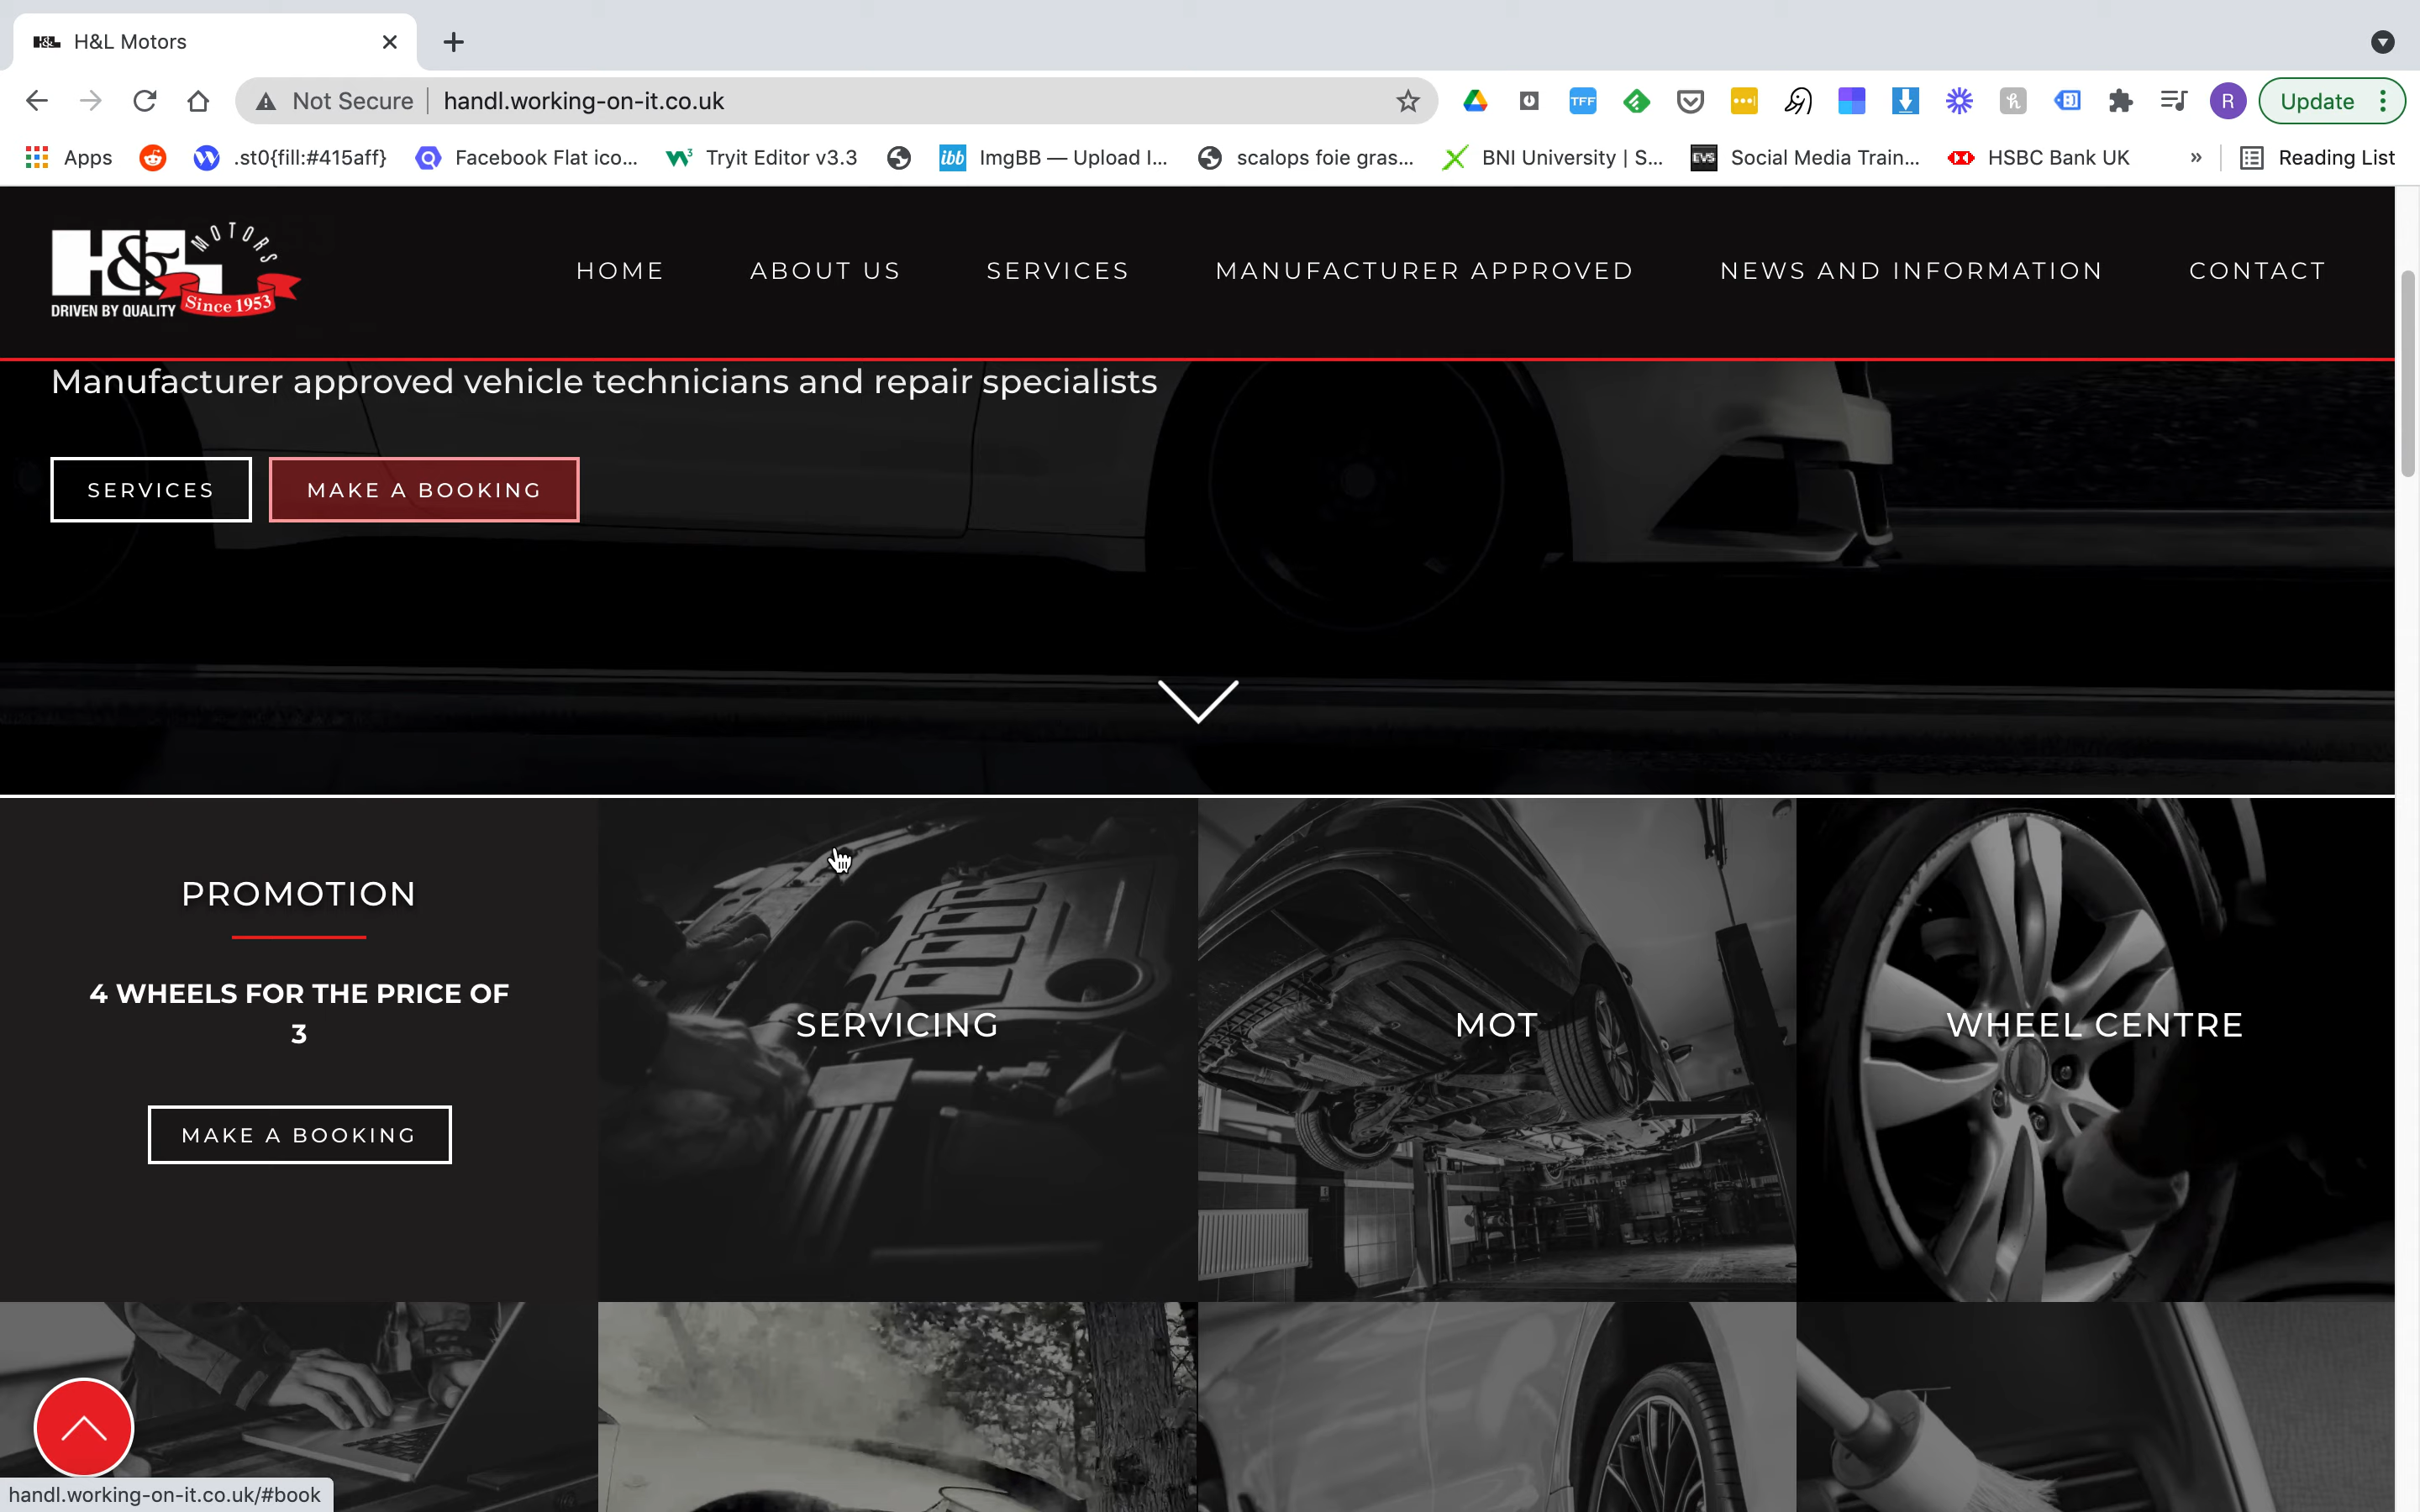 H&L Motors
Not Secure
handl.working-on-it.co.uk
TFF
R
Update
Apps
.st0{fill:#415aff}
Facebook Flat ico...
Tryit Editor v3.3
ibb
ImgBB — Upload I...
scalops foie gras...
BNI University | S...
EVS
Social Media Train...
HSBC Bank UK
»
Reading List
H&L MOTORS
DRIVEN BY QUALITY
Since 1953
HOME
ABOUT US
SERVICES
MANUFACTURER APPROVED
NEWS AND INFORMATION
CONTACT
Manufacturer approved vehicle technicians and repair specialists
SERVICES
MAKE A BOOKING
PROMOTION
4 WHEELS FOR THE PRICE OF
3
MAKE A BOOKING
SERVICING
MOT
WHEEL CENTRE
handl.working-on-it.co.uk/#book